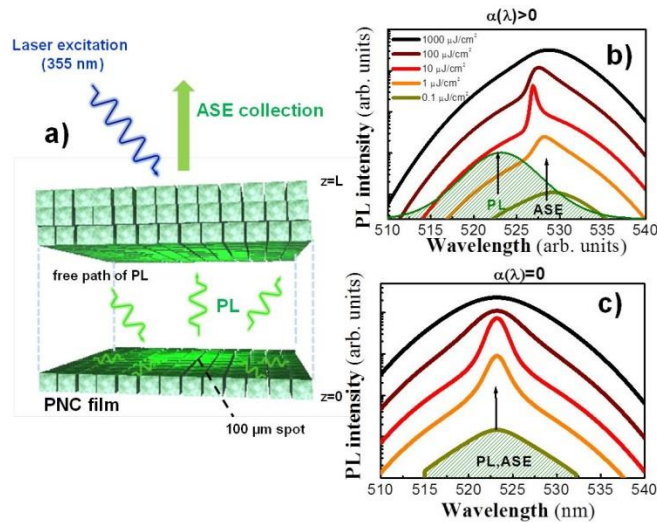 Laser excitation
(355 nm)
ASE collection
a)
z=L
free path of PL
PL
PNC film
z=0
100 µm spot
α(λ)>0
b)
1000 µJ/cm²
100 µJ/cm²
10 µJ/cm²
1 µJ/cm²
0.1 µJ/cm²
PL
ASE
PL intensity (arb. units)
510 515 520 525 530 535 540
Wavelength (arb. units)
α(λ)=0
c)
PL,ASE
PL intensity (arb. units)
510 515 520 525 530 535 540
Wavelength (nm)